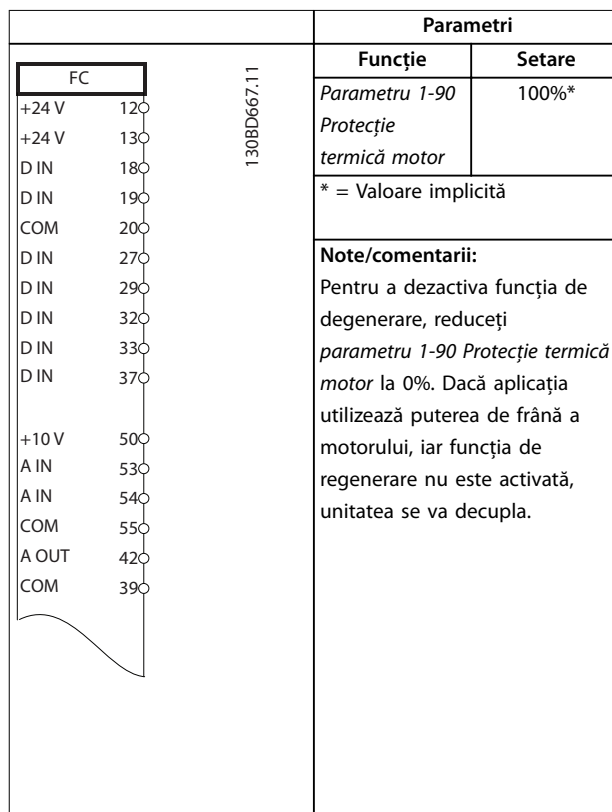 FC
+24 V 12
+24 V 13
D IN 18
D IN 19
COM 20
D IN 27
D IN 29
D IN 32
D IN 33
D IN 37
+10 V 50
A IN 53
A IN 54
COM 55
A OUT 42
COM 39
130BD667.11
Parametri
Funcție Setare
Parametru 1-90 100%*
Protecție
termică motor
* = Valoare implicită
Note/comentarii:
Pentru a dezactiva funcția de
degenerare, reduceți
parametru 1-90 Protecție termică
motor la 0%. Dacă aplicația
utilizează puterea de frână a
motorului, iar funcția de
regenerare nu este activată,
unitatea se va decupla.